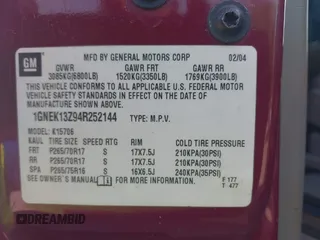 GM
MFD BY GENERAL MOTORS CORP 02/04
GVWR GAWR FRT GAWR RR
3085KG(6800LB) 1520KG(3350LB) 1769KG(3900LB)
THIS VEHICLE CONFORMS TO ALL APPLICABLE U.S. FEDERAL MOTOR
VEHICLE SAFETY AND THEFT PREVENTION STANDARDS IN EFFECT ON
THE DATE OF MANUFACTURE SHOWN ABOVE.
1GNEK13Z94R252144 TYPE: M.P.V.
MODEL: K15706
KAUL TIRE SIZE SPEED RTG RIM COLD TIRE PRESSURE
FRT P265/70R17 S 17X7.5J 210KPA(30PSI)
RR P265/70R17 S 17X7.5J 210KPA(30PSI)
SPA P265/75R16 S 16X6.5J 240KPA(35PSI)
SEE OWNER'S MANUAL FOR MORE INFORMATION
F:177
T:477
DREAMBID